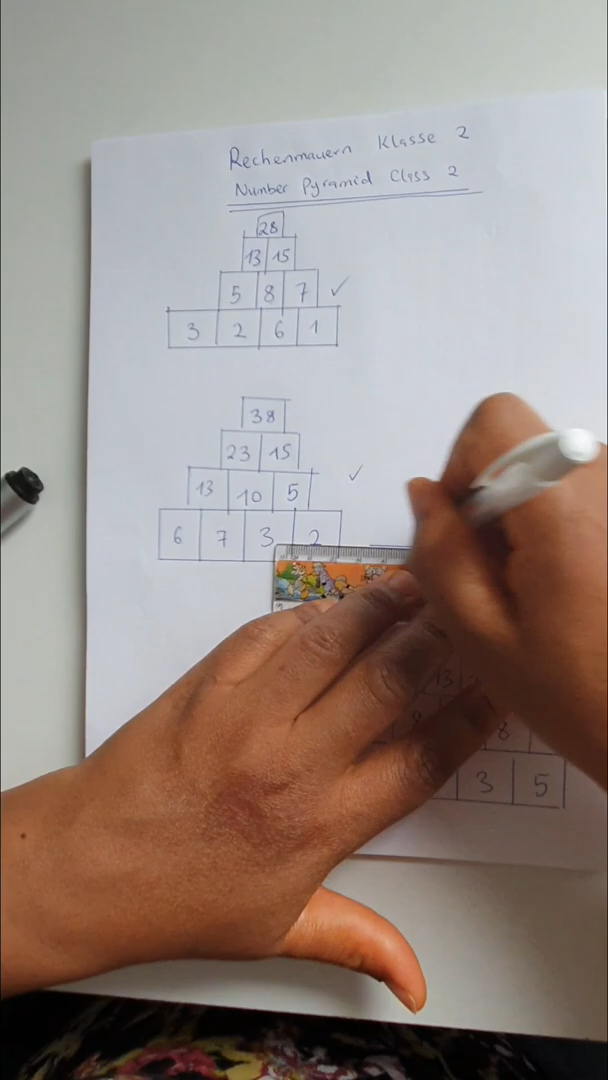 Rechenmauern Klasse 2
Number Pyramid Class 2
28
13 15
5 8 7 ✓
3 2 6 1
38
23 15
13 10 5 ✓
6 7 3 2
13
8
3 5